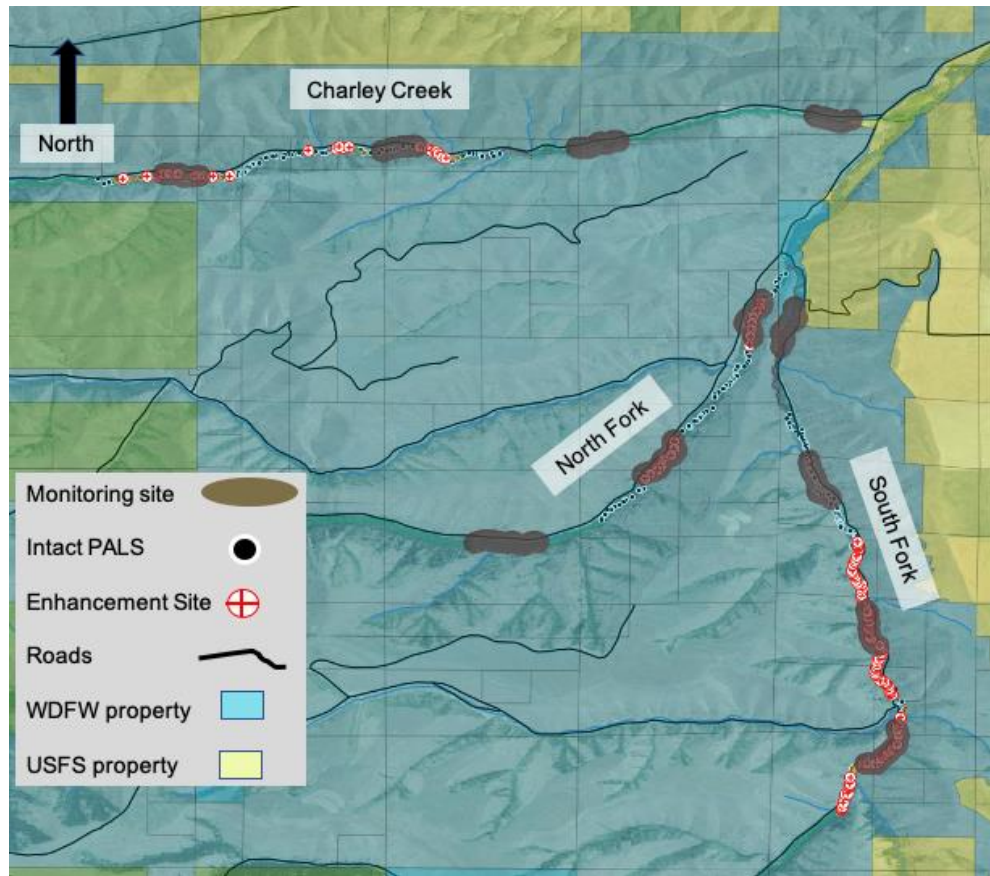 Charley Creek
North
North Fork
South Fork
Monitoring site
Intact PALS
Enhancement Site
Roads
WDFW property
USFS property